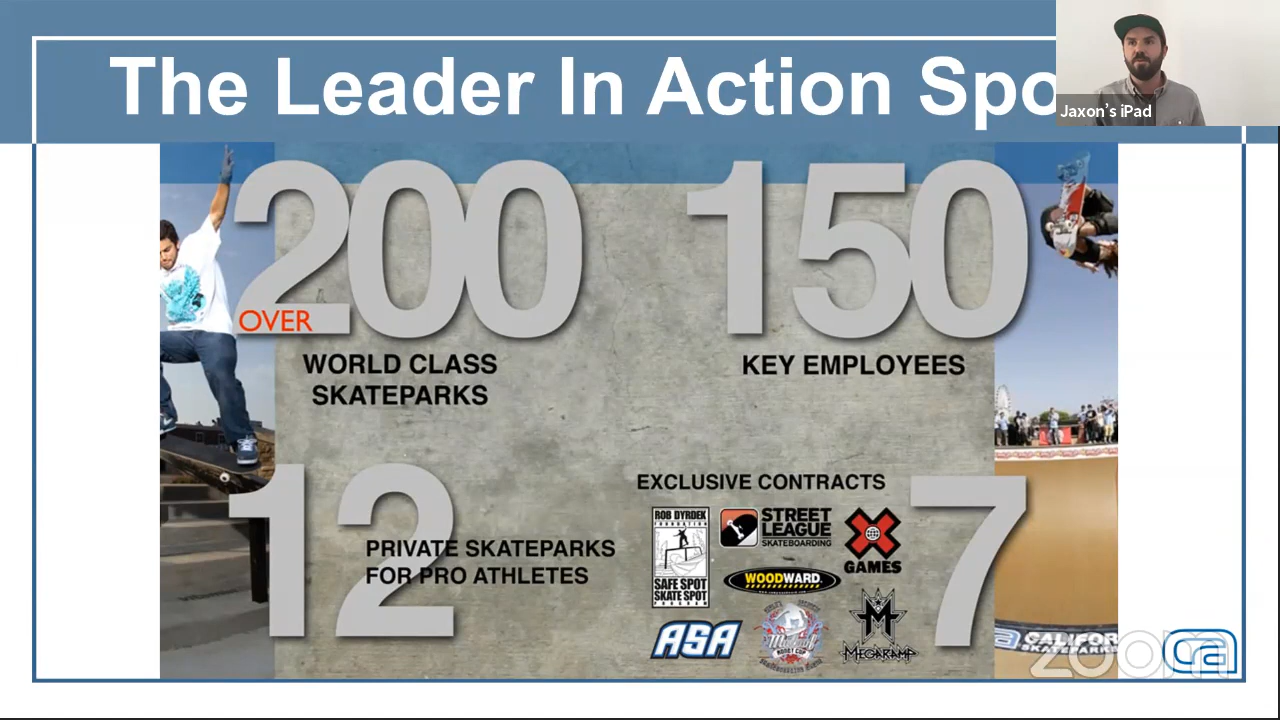 The Leader In Action Spo
Jaxon's iPad
200
OVER
WORLD CLASS
SKATEPARKS
150
KEY EMPLOYEES
12
PRIVATE SKATEPARKS
FOR PRO ATHLETES
EXCLUSIVE CONTRACTS
7
ROB DYRDEK
FOUNDATION
SAFE SPOT
SKATE SPOT
PROGRAM
STREET
LEAGUE
SKATEBOARDING
X
GAMES
WOODWARD
ASA
MEGARAMP
CALIFOR
SKATEPARKS
zoom
ca